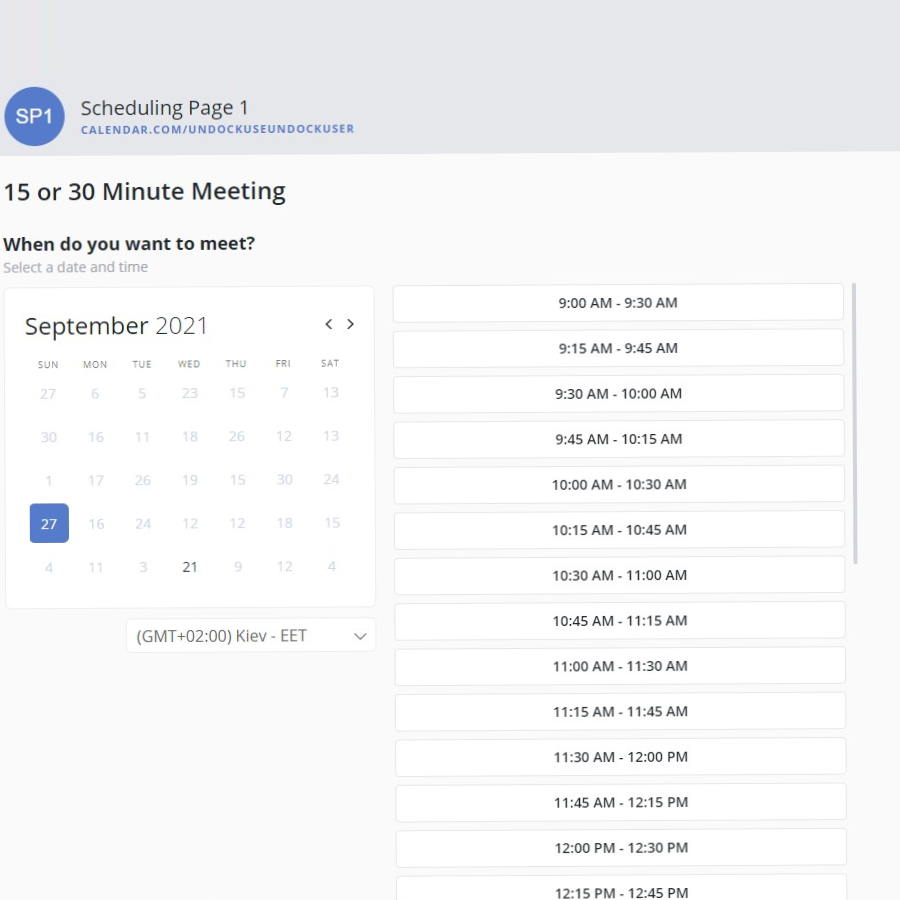 SP1
Scheduling Page 1
CALENDAR.COM/UNDOCKUSEUNDOCKUSER
15 or 30 Minute Meeting
When do you want to meet?
Select a date and time
September 2021
SUN MON TUE WED THU FRI SAT
27 6 5 23 15 7 13
30 16 11 18 26 12 13
1 17 26 19 15 30 24
27 16 24 12 12 18 15
4 11 3 21 9 12 4
(GMT+02:00) Kiev - EET
9:00 AM - 9:30 AM
9:15 AM - 9:45 AM
9:30 AM - 10:00 AM
9:45 AM - 10:15 AM
10:00 AM - 10:30 AM
10:15 AM - 10:45 AM
10:30 AM - 11:00 AM
10:45 AM - 11:15 AM
11:00 AM - 11:30 AM
11:15 AM - 11:45 AM
11:30 AM - 12:00 PM
11:45 AM - 12:15 PM
12:00 PM - 12:30 PM
12:15 PM - 12:45 PM